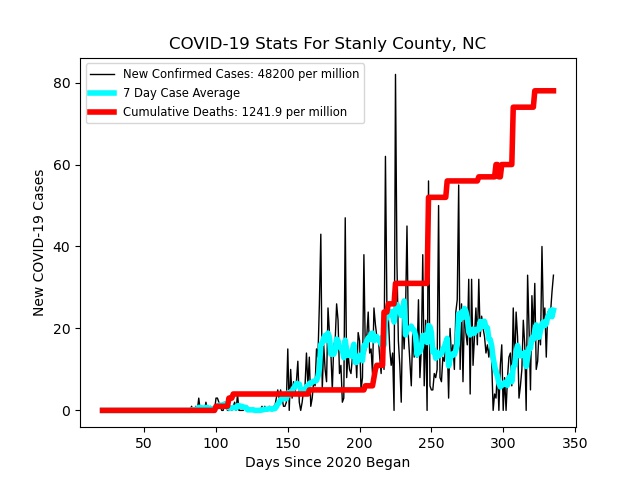 COVID-19 Stats For Stanly County, NC
New Confirmed Cases: 48200 per million
7 Day Case Average
Cumulative Deaths: 1241.9 per million
New COVID-19 Cases
80
60
40
20
0
50 100 150 200 250 300 350
Days Since 2020 Began